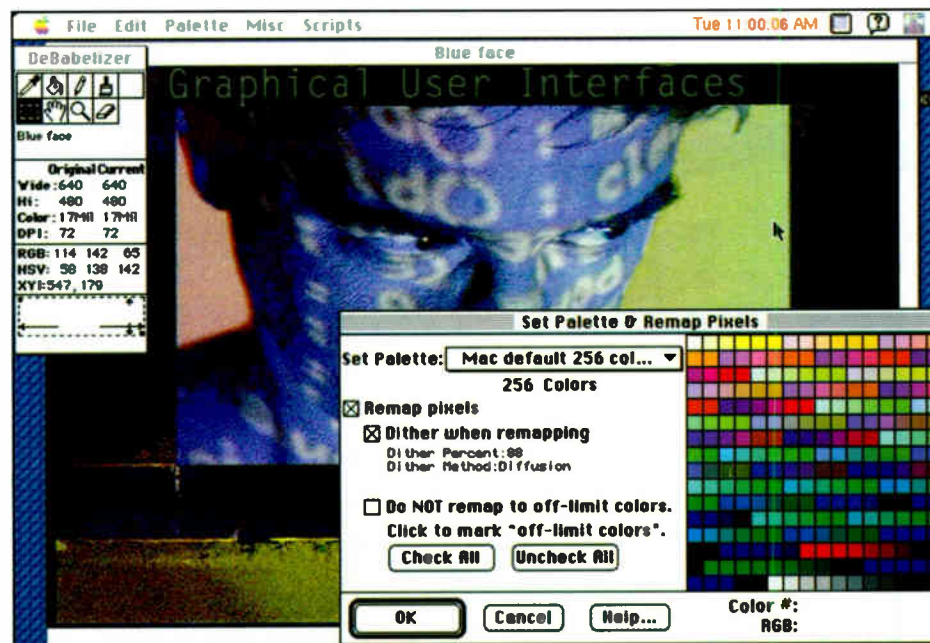 File Edit Palette Misc Scripts Tue 11:00:06 AM
DeBabelizer
Blue face
Graphical User Interfaces
Blue face
Original Current
Wide: 640 640
Hi: 480 480
Color: 17Mil 17Mil
DPI: 72 72
RGB: 114 142 65
HSV: 58 138 142
XYI: 547, 179
Set Palette & Remap Pixels
Set Palette: Mac default 256 col...
256 Colors
Remap pixels
Dither when remapping
Dither Percent:88
Dither Method:Diffusion
Do NOT remap to off-limit colors.
Click to mark "off-limit colors".
Check All Uncheck All
OK Cancel Help...
Color #:
RGB: